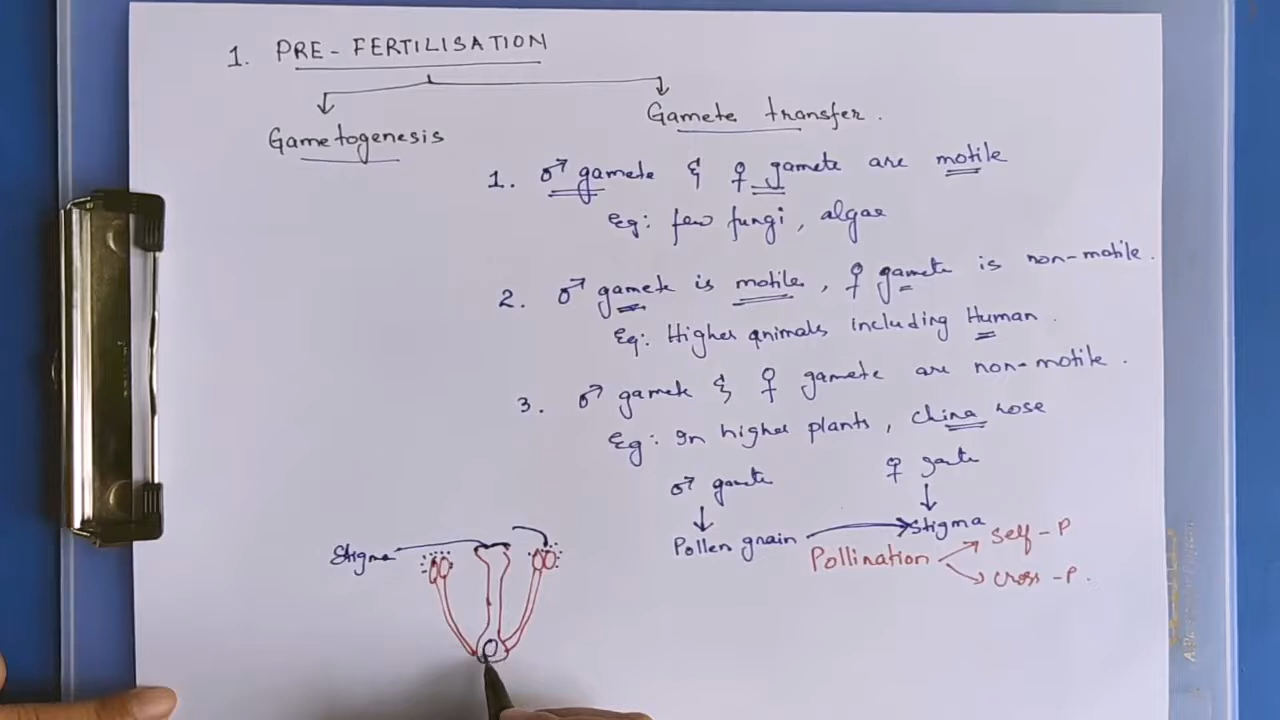 1. PRE - FERTILISATION
Gametogenesis
Gamete transfer.
1. ♂ gamete & ♀ gamete are motile
Eg: few fungi, algae
2. ♂ gamete is motile, ♀ gamete is non-motile.
Eg: Higher animals including Human.
3. ♂ gamete & ♀ gamete are non-motile.
Eg: In higher plants, china rose
♂ gamete
♀ gamete
Pollen grain
Stigma
Pollination
Self-P
Cross-P.
Stigma